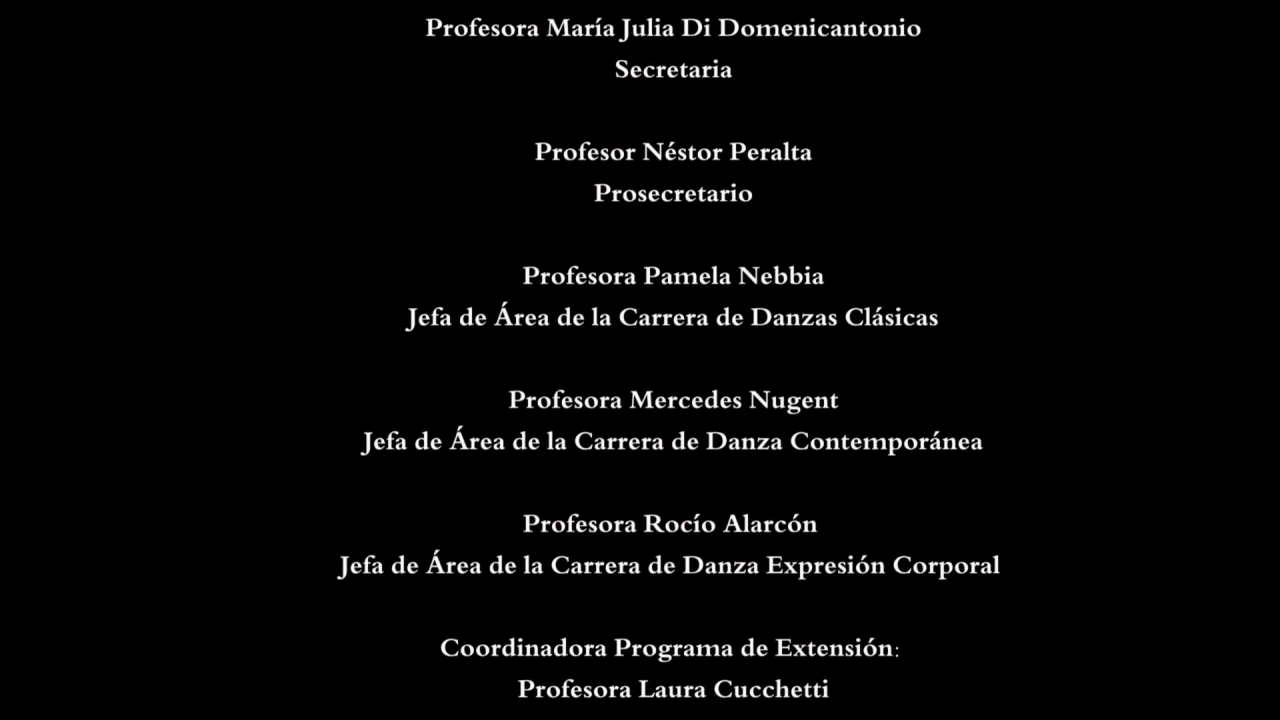 Profesora María Julia Di Domenicantonio
Secretaria
Profesor Néstor Peralta
Prosecretario
Profesora Pamela Nebbia
Jefa de Área de la Carrera de Danzas Clásicas
Profesora Mercedes Nugent
Jefa de Área de la Carrera de Danza Contemporánea
Profesora Rocío Alarcón
Jefa de Área de la Carrera de Danza Expresión Corporal
Coordinadora Programa de Extensión:
Profesora Laura Cucchetti